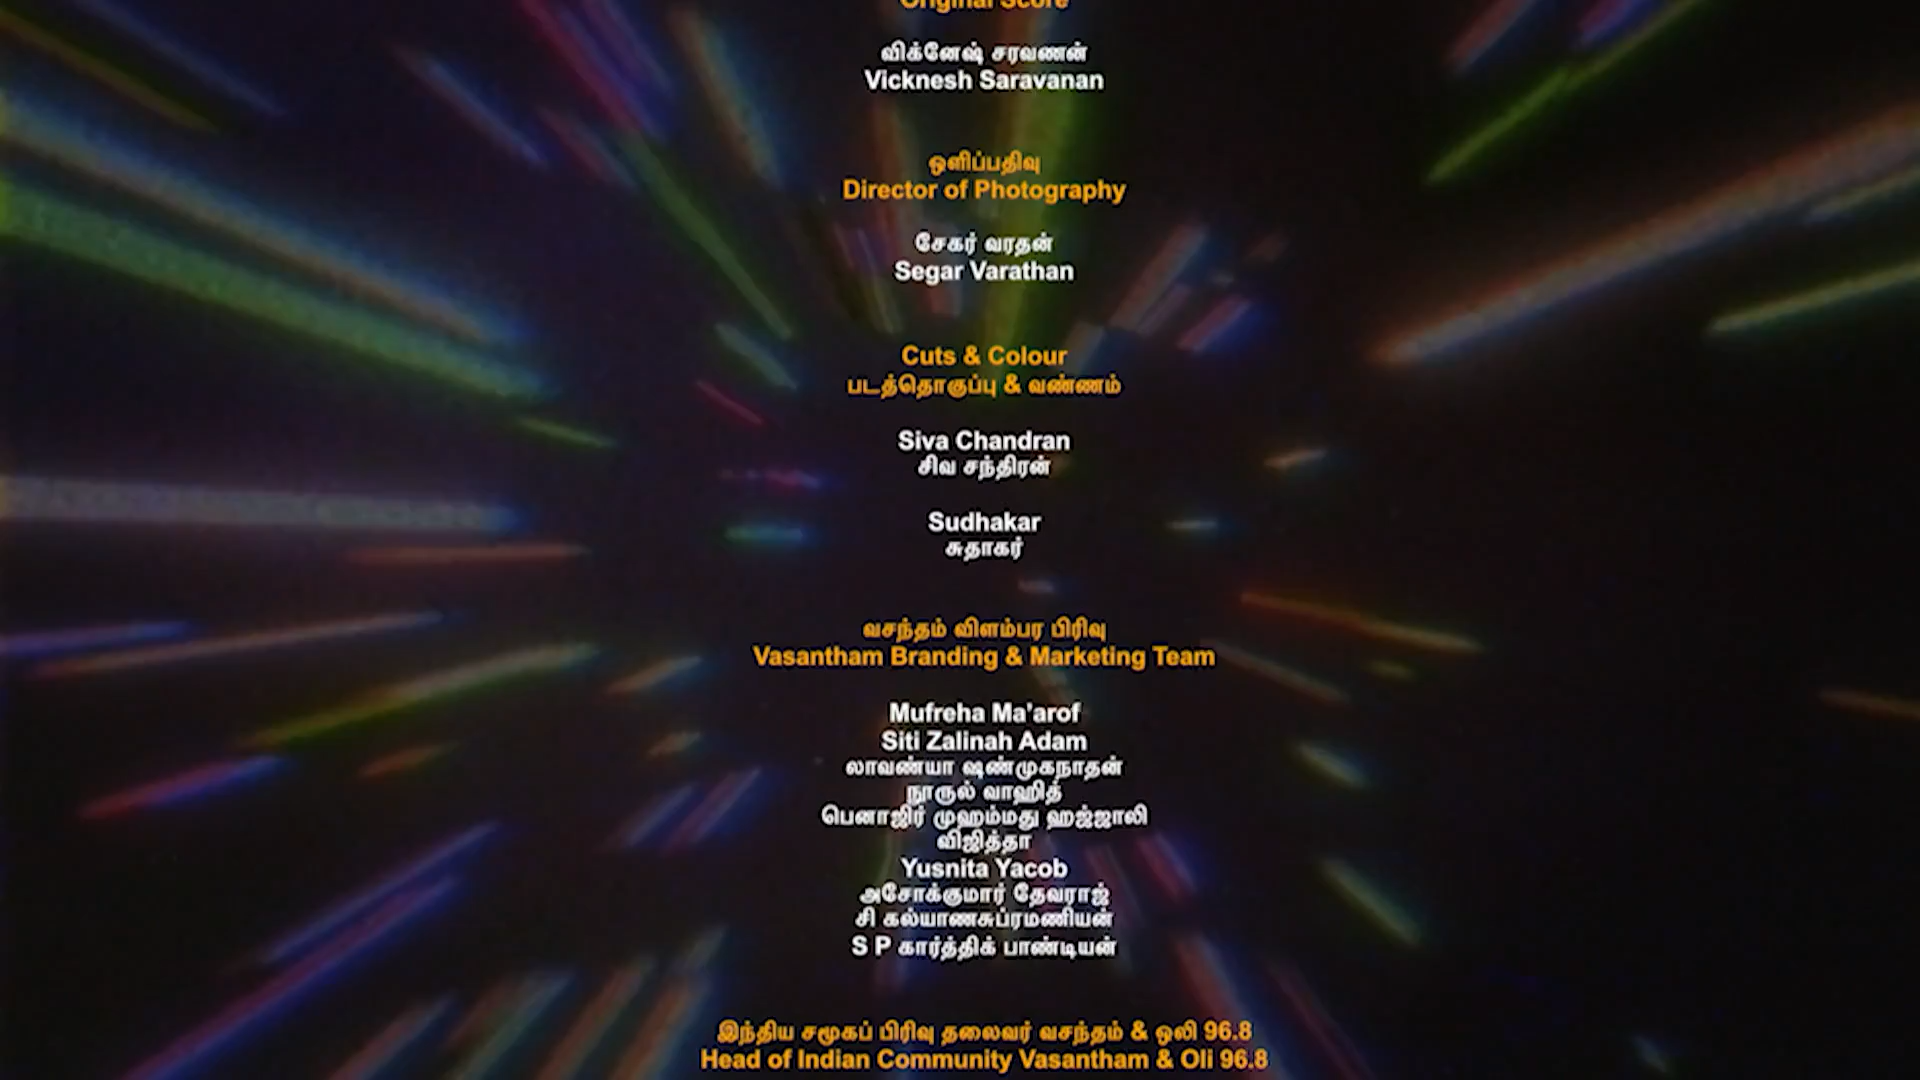 Original Score
விக்னேஷ் சரவணன்
Vicknesh Saravanan
ஒளிப்பதிவு
Director of Photography
சேகர் வரதன்
Segar Varathan
Cuts & Colour
படத்தொகுப்பு & வண்ணம்
Siva Chandran
சிவ சந்திரன்
Sudhakar
சுதாகர்
வசந்தம் விளம்பர பிரிவு
Vasantham Branding & Marketing Team
Mufreha Ma’arof
Siti Zalinah Adam
லாவண்யா ஷண்முகநாதன்
நூருல் வாஹித்
பெனாஜிர் முஹம்மது ஹஜ்ஜாலி
விஜித்தா
Yusnita Yacob
அசோக்குமார் தேவராஜ்
சி கல்யாணசுப்ரமணியன்
S P கார்த்திக் பாண்டியன்
இந்திய சமூகப் பிரிவு தலைவர் வசந்தம் & ஒலி 96.8
Head of Indian Community Vasantham & Oli 96.8